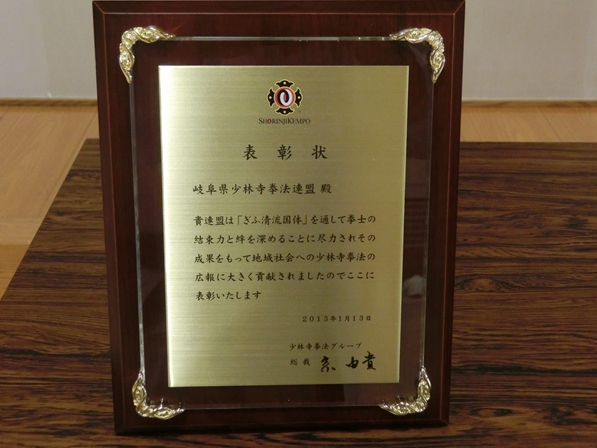 SHORINJI KEMPO
表彰状
岐阜県少林寺拳法連盟 殿
貴連盟は「ぎふ清流国体」を通して拳士の
結束力と絆を深めることに尽力されその
成果をもって地域社会への少林寺拳法の
広報に大きく貢献されましたのでここに
表彰いたします
2013年1月13日
少林寺拳法グループ
総裁 宗 由貴